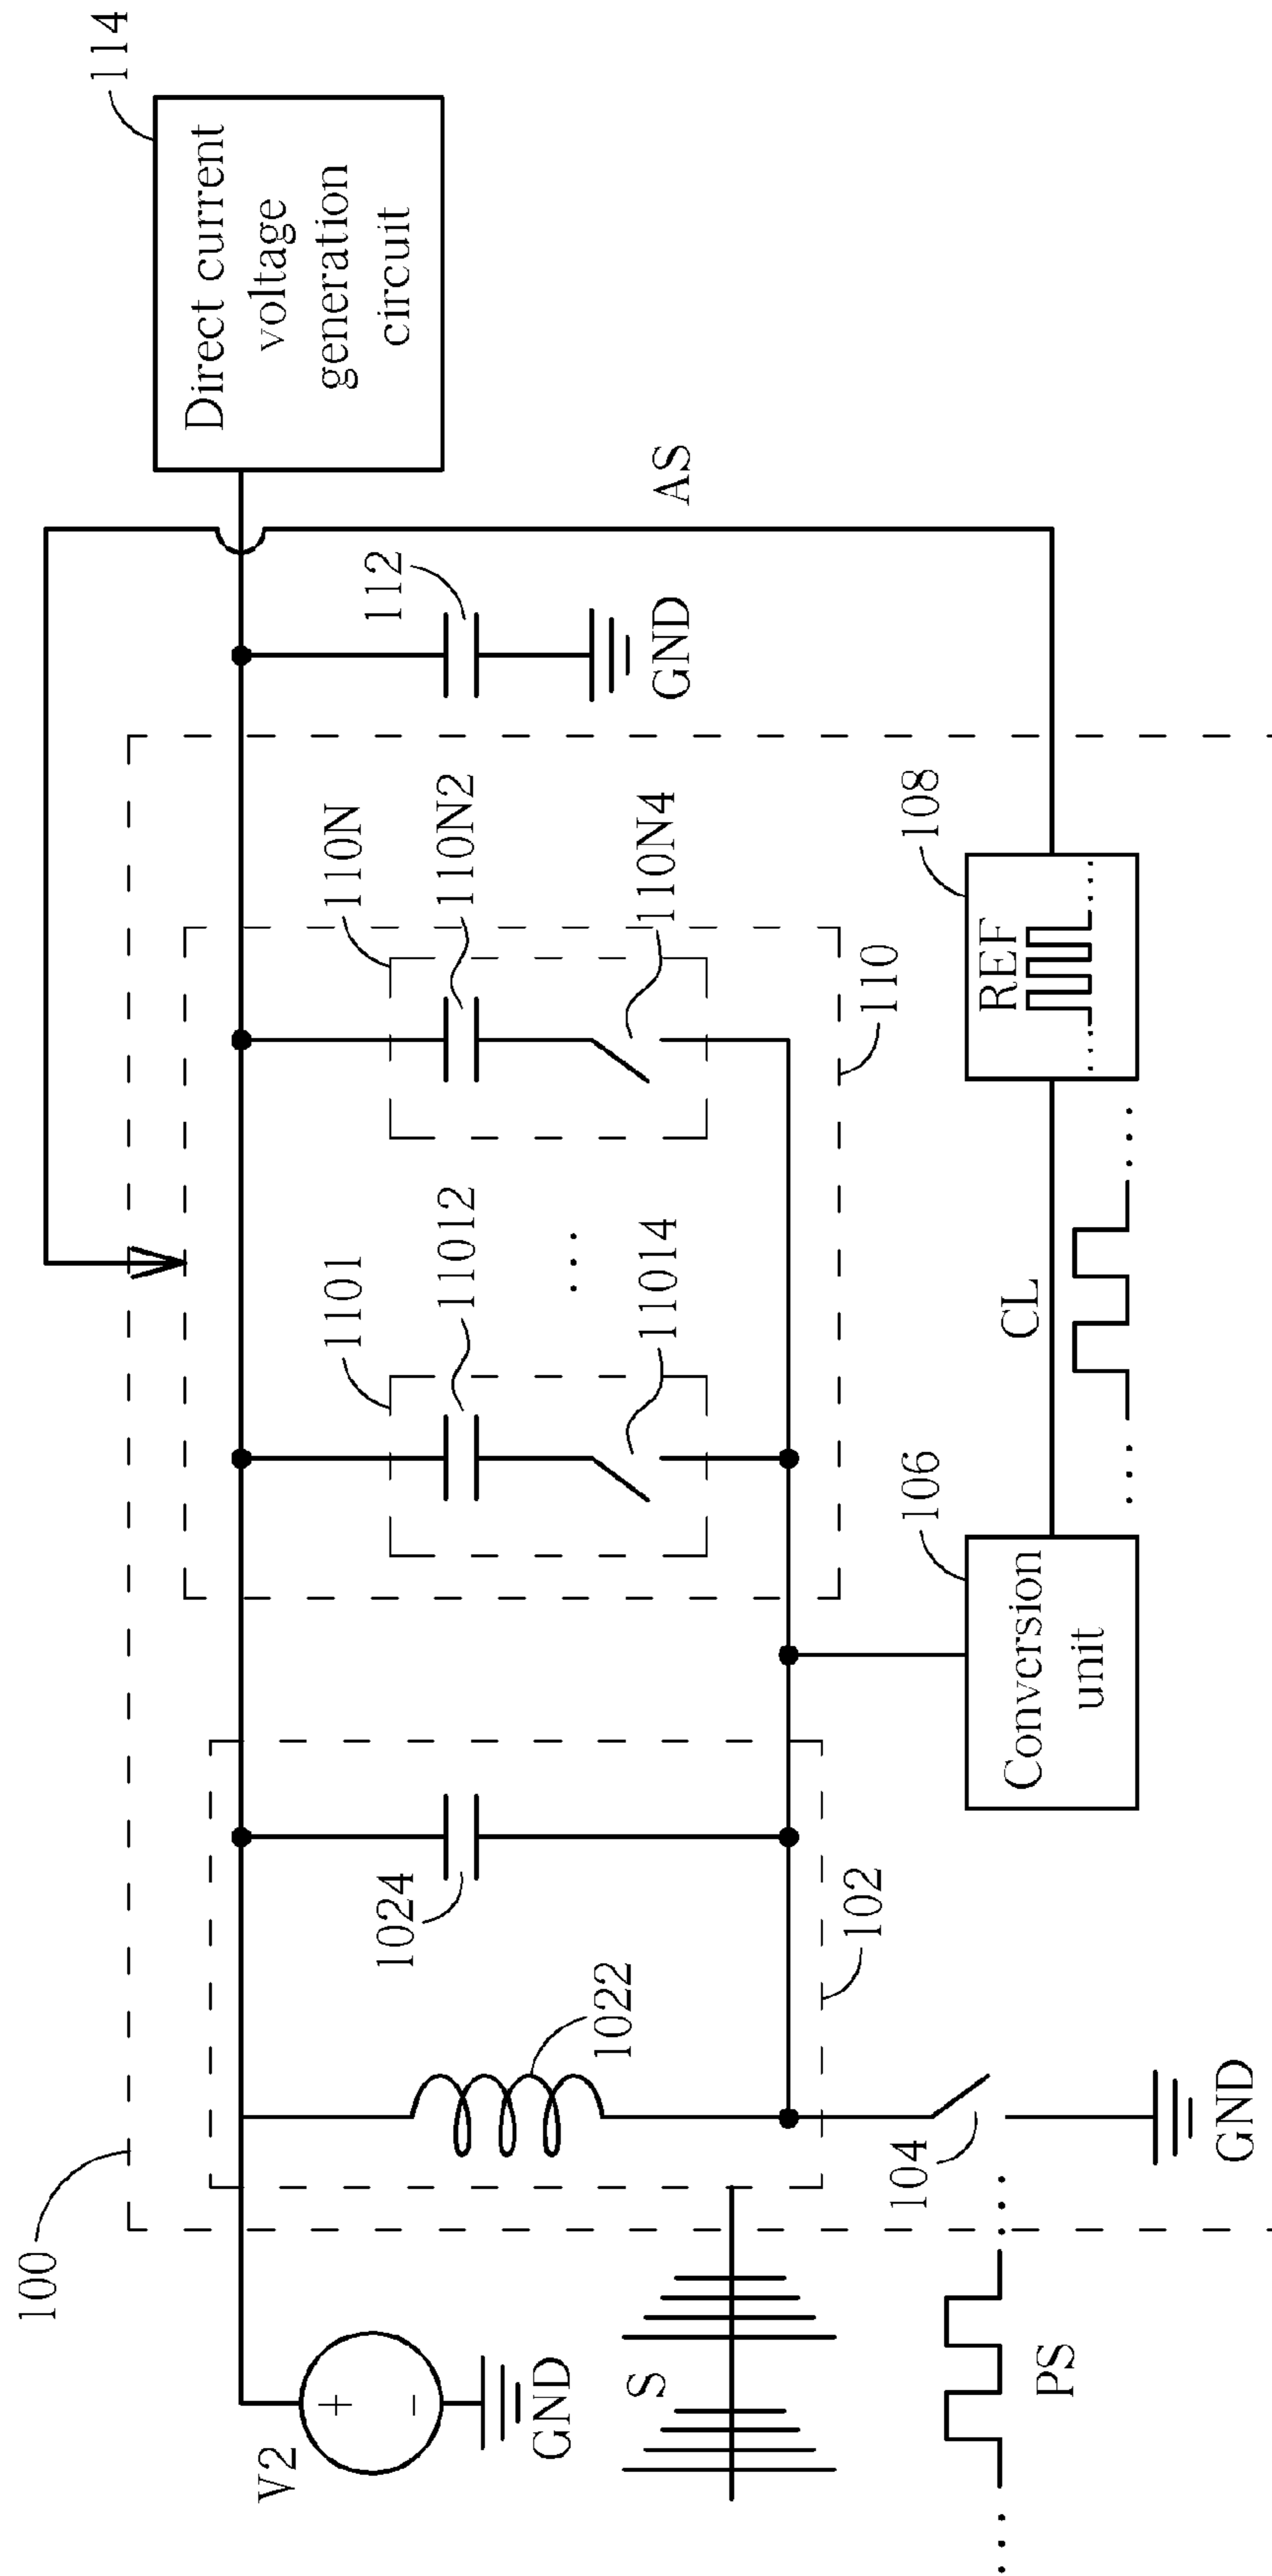 100
114
Direct current
voltage
generation
circuit
V2
+
-
GND
1022
1024
102
1101
11012
11014
...
110N
110N2
110N4
110
112
GND
AS
S
104
GND
PS
...
...
Conversion
unit
106
CL
...
...
REF
108